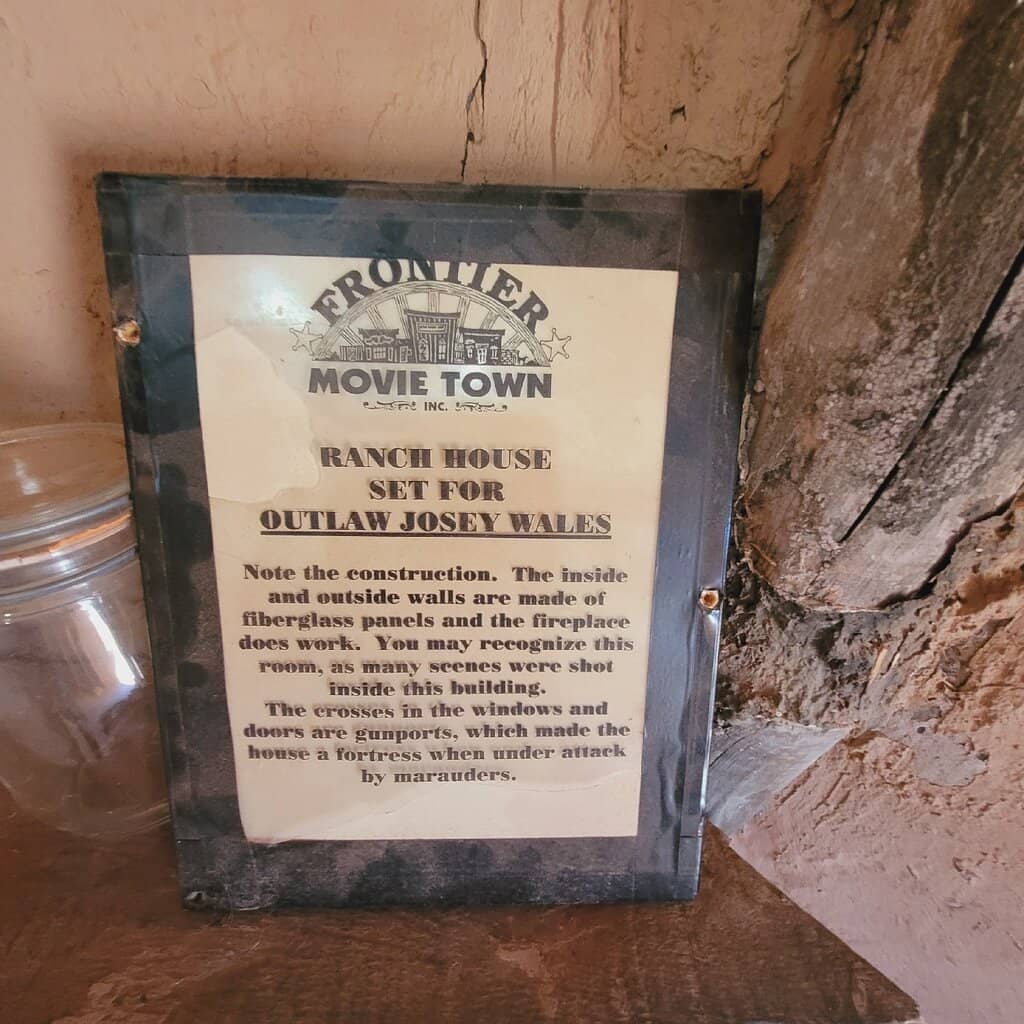 FRONTIER
MOVIE TOWN
INC.
RANCH HOUSE
SET FOR
OUTLAW JOSEY WALES
Note the construction. The inside
and outside walls are made of
fiberglass panels and the fireplace
does work. You may recognize this
room, as many scenes were shot
inside this building.
The crosses in the windows and
doors are gunports, which made the
house a fortress when under attack
by marauders.